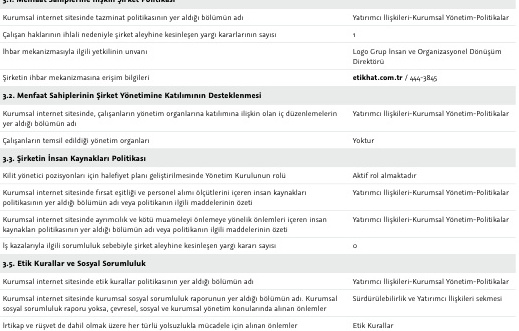 3.1. Menfaat Sahiplerine İlişkin Şirket Politikası
Kurumsal internet sitesinde tazminat politikasının yer aldığı bölümün adı Yatırımcı İlişkileri-Kurumsal Yönetim-Politikalar
Çalışan haklarının ihlali nedeniyle şirket aleyhine kesinleşen yargı kararlarının sayısı 1
İhbar mekanizmasıyla ilgili yetkilinin unvanı Logo Grup İnsan ve Organizasyonel Dönüşüm
Direktörü
Şirketin ihbar mekanizmasına erişim bilgileri etikhat.com.tr / 444-3845
3.2. Menfaat Sahiplerinin Şirket Yönetimine Katılımının Desteklenmesi
Kurumsal internet sitesinde, çalışanların yönetim organlarına katılımına ilişkin olan iç düzenlemelerin Yatırımcı İlişkileri-Kurumsal Yönetim-Politikalar
yer aldığı bölümün adı
Çalışanların temsil edildiği yönetim organları Yoktur
3.3. Şirketin İnsan Kaynakları Politikası
Kilit yönetici pozisyonları için halefiyet planı geliştirilmesinde Yönetim Kurulunun rolü Aktif rol almaktadır
Kurumsal internet sitesinde fırsat eşitliği ve personel alımı ölçütlerini içeren insan kaynakları Yatırımcı İlişkileri-Kurumsal Yönetim-Politikalar
politikasının yer aldığı bölümün adı veya politikanın ilgili maddelerinin özeti
Kurumsal internet sitesinde ayrımcılık ve kötü muameleyi önlemeye yönelik önlemleri içeren insan Yatırımcı İlişkileri-Kurumsal Yönetim-Politikalar
kaynakları politikasının yer aldığı bölümün adı veya politikanın ilgili maddelerinin özeti
İş kazalarıyla ilgili sorumluluk sebebiyle şirket aleyhine kesinleşen yargı kararı sayısı 0
3.5. Etik Kurallar ve Sosyal Sorumluluk
Kurumsal internet sitesinde etik kurallar politikasının yer aldığı bölümün adı Yatırımcı İlişkileri-Kurumsal Yönetim-Politikalar
Kurumsal internet sitesinde kurumsal sosyal sorumluluk raporunun yer aldığı bölümün adı. Kurumsal Sürdürülebilirlik ve Yatırımcı İlişkileri sekmesi
sosyal sorumluluk raporu yoksa, çevresel, sosyal ve kurumsal yönetim konularında alınan önlemler
İrtikap ve rüşvet de dahil olmak üzere her türlü yolsuzlukla mücadele için alınan önlemler Etik Kurallar